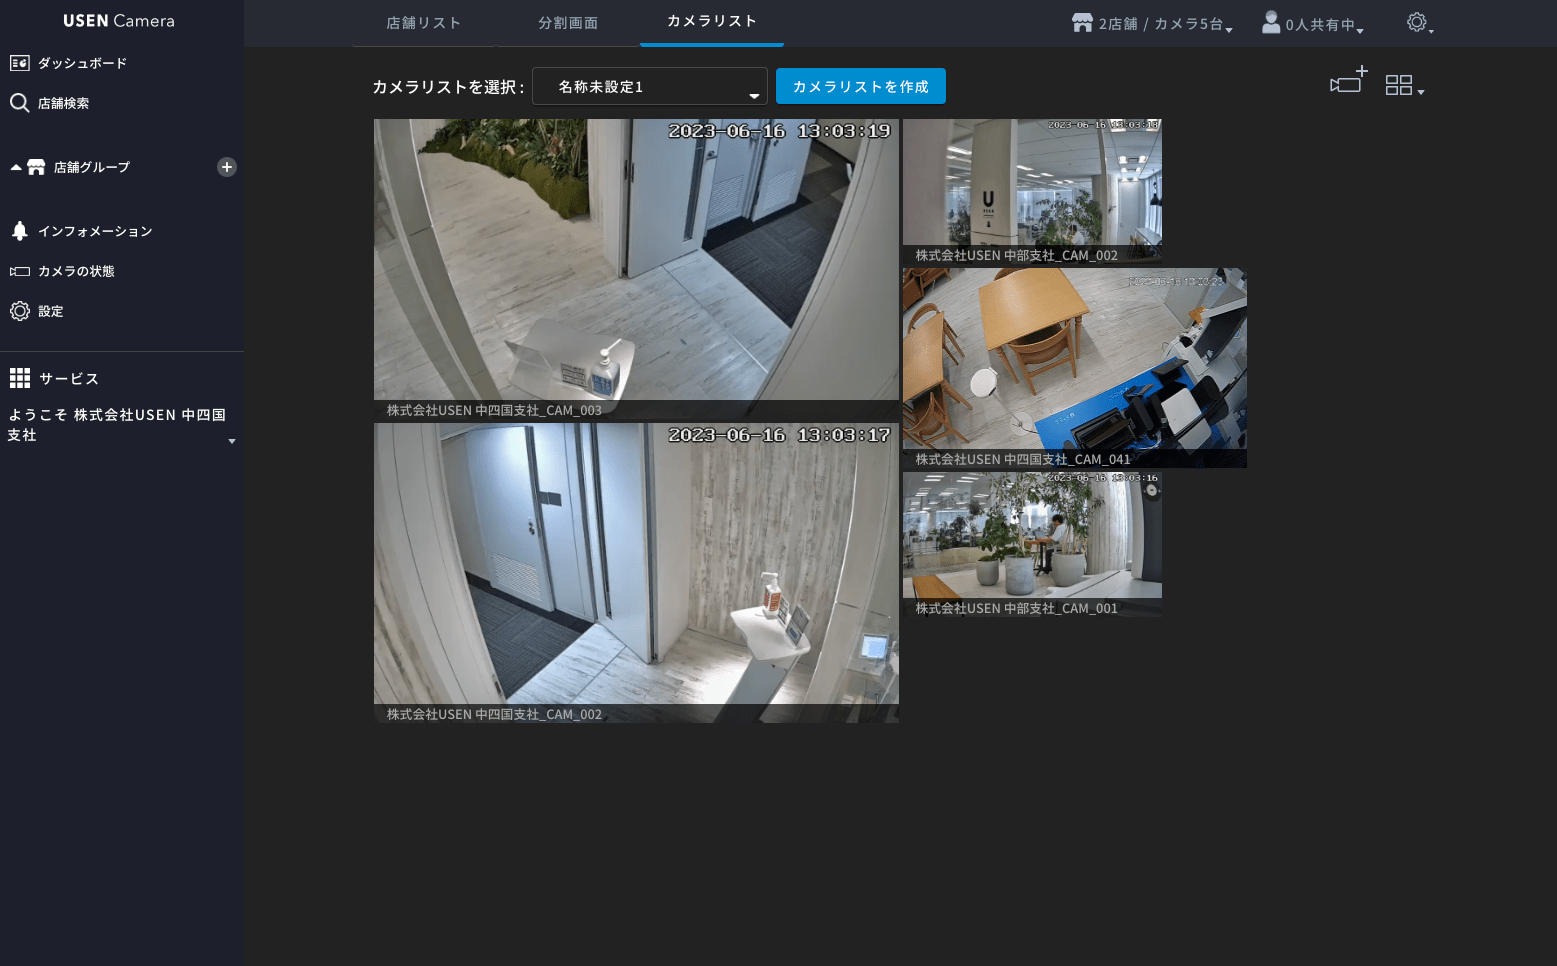 USEN Camera
ダッシュボード
店舗検索
店舗グループ
インフォメーション
カメラの状態
設定
サービス
ようこそ 株式会社USEN 中四国
支社
店舗リスト
分割画面
カメラリスト
2店舗 / カメラ5台
0人共有中
カメラリストを選択 :
名称未設定1
カメラリストを作成
2023-06-16 13:03:19
株式会社USEN 中四国支社_CAM_003
2023-06-16 13:03:17
株式会社USEN 中四国支社_CAM_002
2023-06-16
U
USEN
株式会社USEN 中部支社_CAM_002
株式会社USEN 中四国支社_CAM_041
2023-06-16 13:03:16
株式会社USEN 中部支社_CAM_001